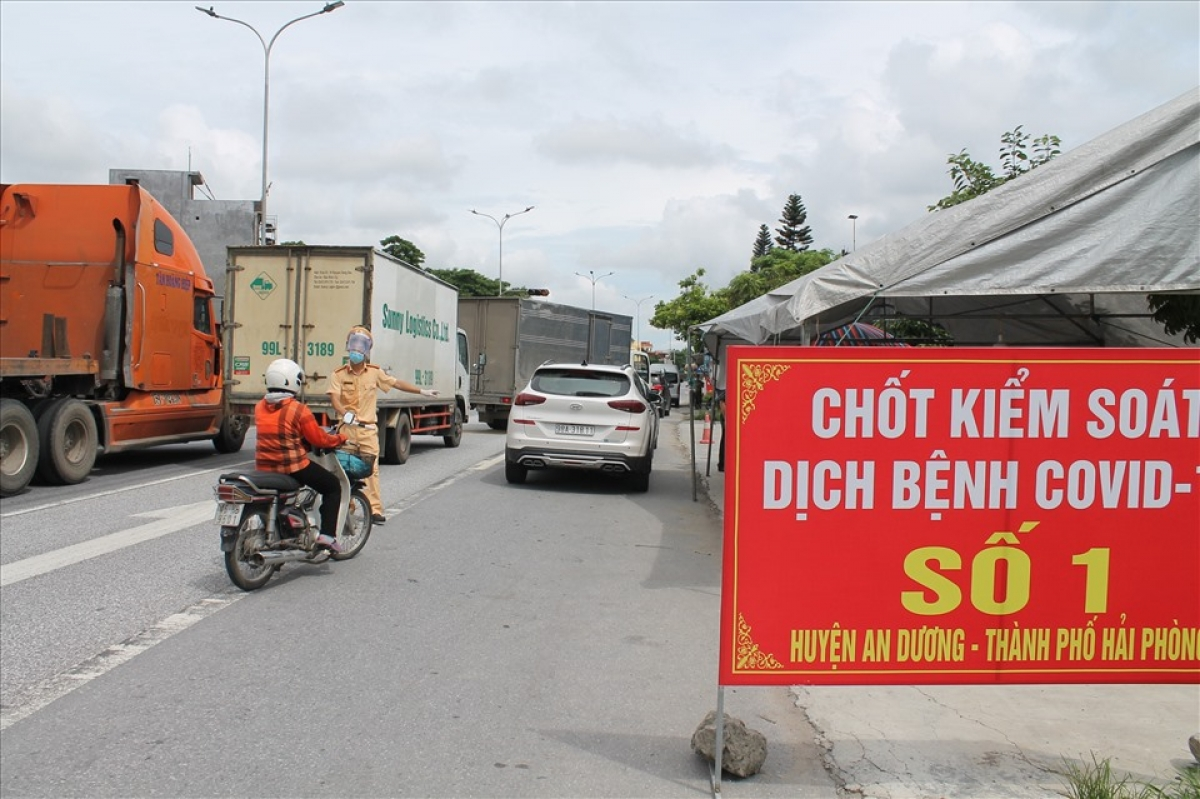 CHỐT KIỂM SOÁT
DỊCH BỆNH COVID-1
SỐ 1
HUYỆN AN DƯƠNG - THÀNH PHỐ HẢI PHÒNG
Sunny Logistics Co.,Ltd.
99L 3189